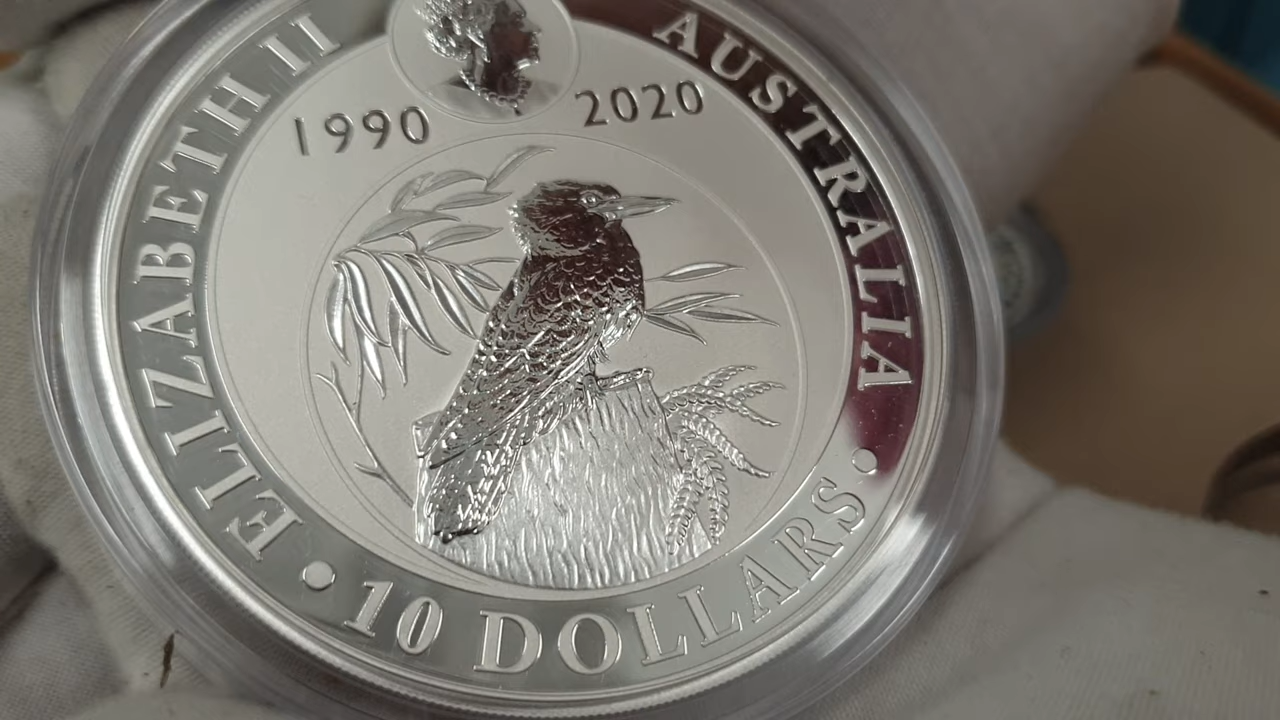 ELIZABETH II
AUSTRALIA
1990 2020
• 10 DOLLARS •